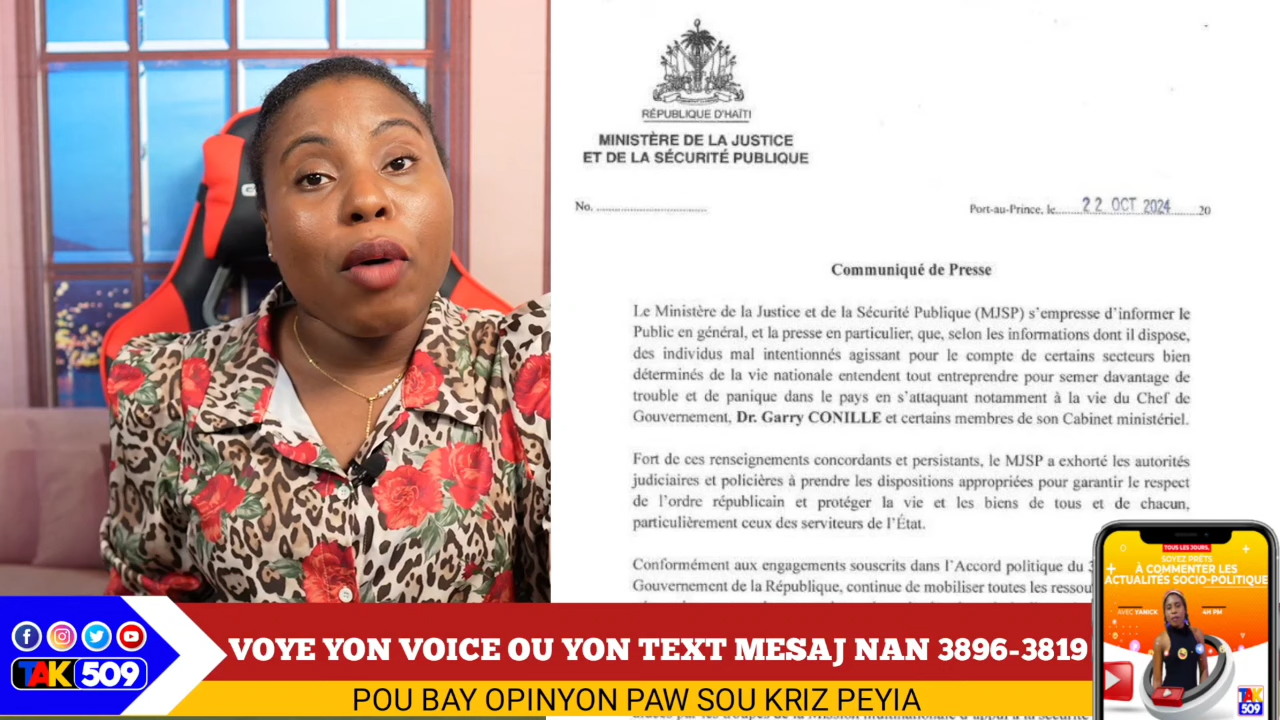 RÉPUBLIQUE D'HAÏTI
MINISTÈRE DE LA JUSTICE
ET DE LA SÉCURITÉ PUBLIQUE
No. ................................
Port-au-Prince, le.......22 OCT 2024.......20
Communiqué de Presse
Le Ministère de la Justice et de la Sécurité Publique (MJSP) s'empresse d'informer le
Public en général, et la presse en particulier, que, selon les informations dont il dispose,
des individus mal intentionnés agissant pour le compte de certains secteurs bien
déterminés de la vie nationale entendent tout entreprendre pour semer davantage de
trouble et de panique dans le pays en s'attaquant notamment à la vie du Chef de
Gouvernement, Dr. Garry CONILLE et certains membres de son Cabinet ministériel.
Fort de ces renseignements concordants et persistants, le MJSP a exhorté les autorités
judiciaires et policières à prendre les dispositions appropriées pour garantir le respect
de l'ordre républicain et protéger la vie et les biens de tous et de chacun,
particulièrement ceux des serviteurs de l'État.
Conformément aux engagements souscrits dans l'Accord politique du 3
Gouvernement de la République, continue de mobiliser toutes les ressou
TOUS LES JOURS,
SOYEZ PRÊTS
À COMMENTER LES
ACTUALITÉS SOCIO-POLITIQUE
AVEC YANICK
4H PM
TAK 509
VOYE YON VOICE OU YON TEXT MESAJ NAN 3896-3819
TAK 509
POU BAY OPINYON PAW SOU KRIZ PEYIA